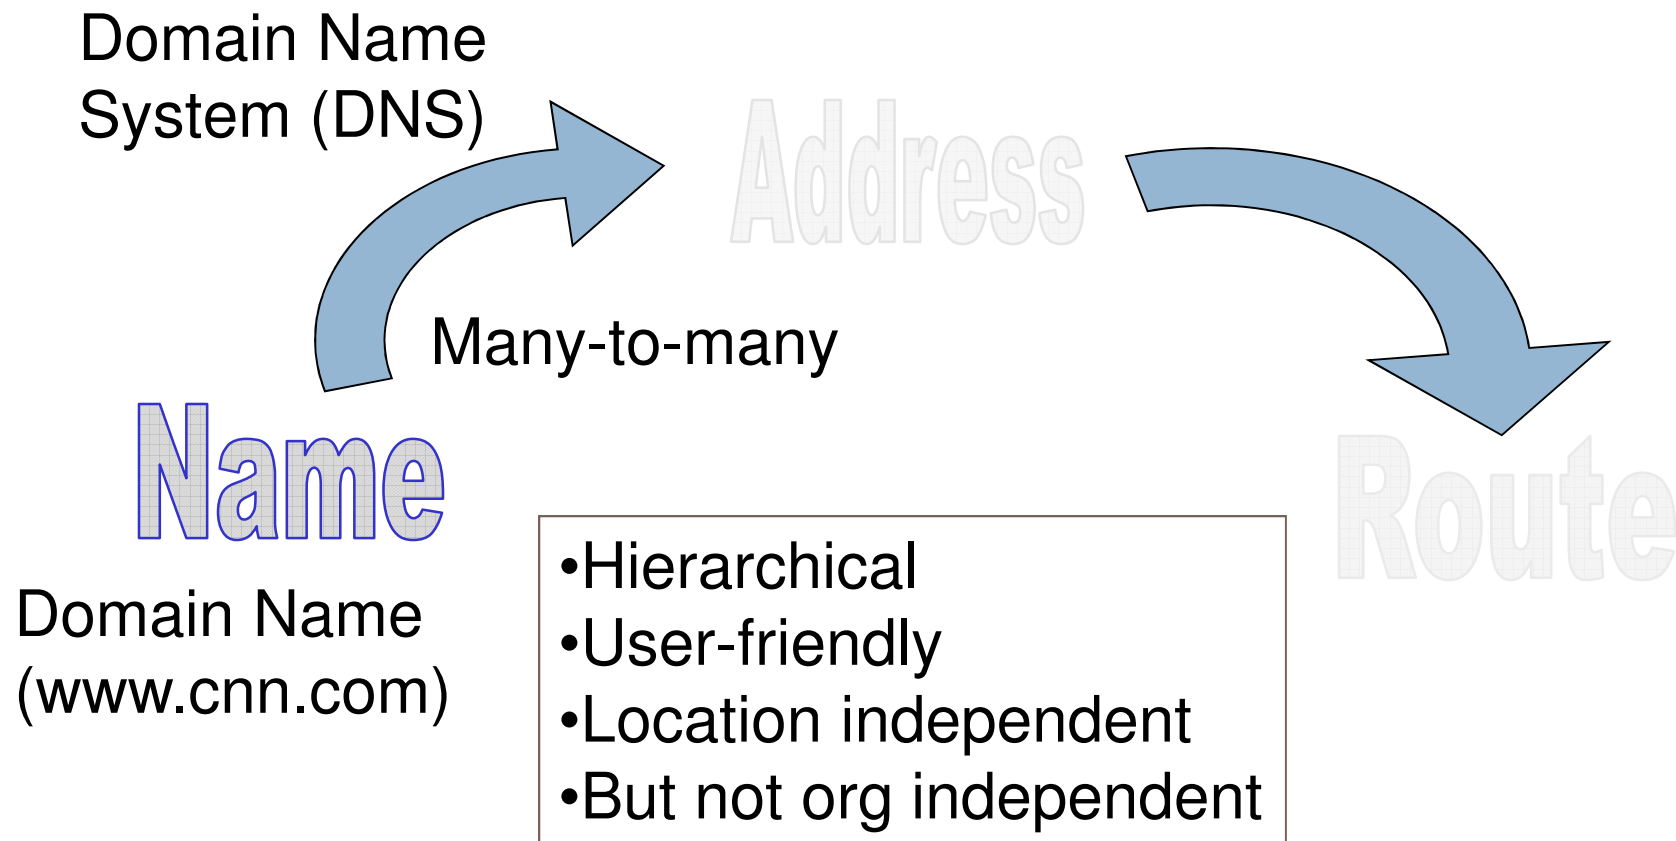 Domain Name
System (DNS)
Address
Many-to-many
Name
Route
Domain Name
(www.cnn.com)
•Hierarchical
•User-friendly
•Location independent
•But not org independent